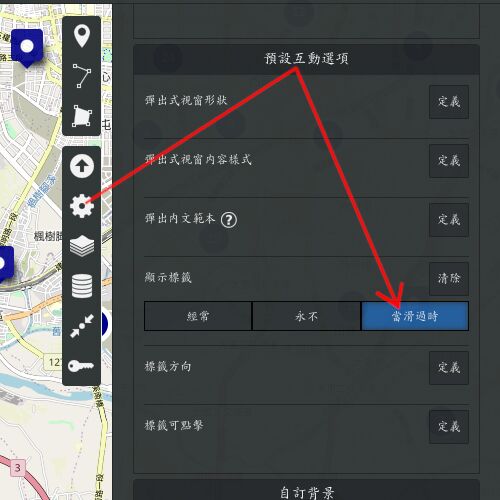 預設互動選項
彈出式視窗形狀
定義
彈出式視窗內容樣式
定義
彈出內文範本 ?
定義
顯示標籤
清除
經常
永不
當滑過時
標籤方向
定義
標籤可點擊
定義
自訂背景
楓樹腳
屯
心
127
3